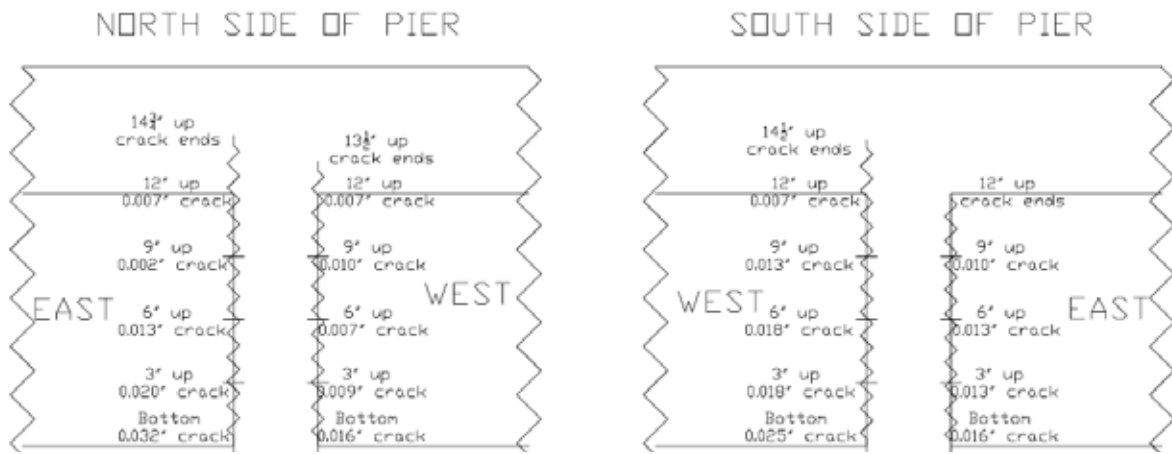 NORTH SIDE OF PIER
14¾" up
crack ends
13½" up
crack ends
12" up
0.007" crack
12" up
0.007" crack
9" up
0.002" crack
9" up
0.010" crack
EAST
WEST
6" up
0.013" crack
6" up
0.007" crack
3" up
0.020" crack
3" up
0.009" crack
Bottom
0.032" crack
Bottom
0.016" crack
SOUTH SIDE OF PIER
14½" up
crack ends
12" up
0.007" crack
12" up
crack ends
9" up
0.013" crack
9" up
0.010" crack
WEST
EAST
6" up
0.018" crack
6" up
0.013" crack
3" up
0.018" crack
3" up
0.013" crack
Bottom
0.025" crack
Bottom
0.016" crack